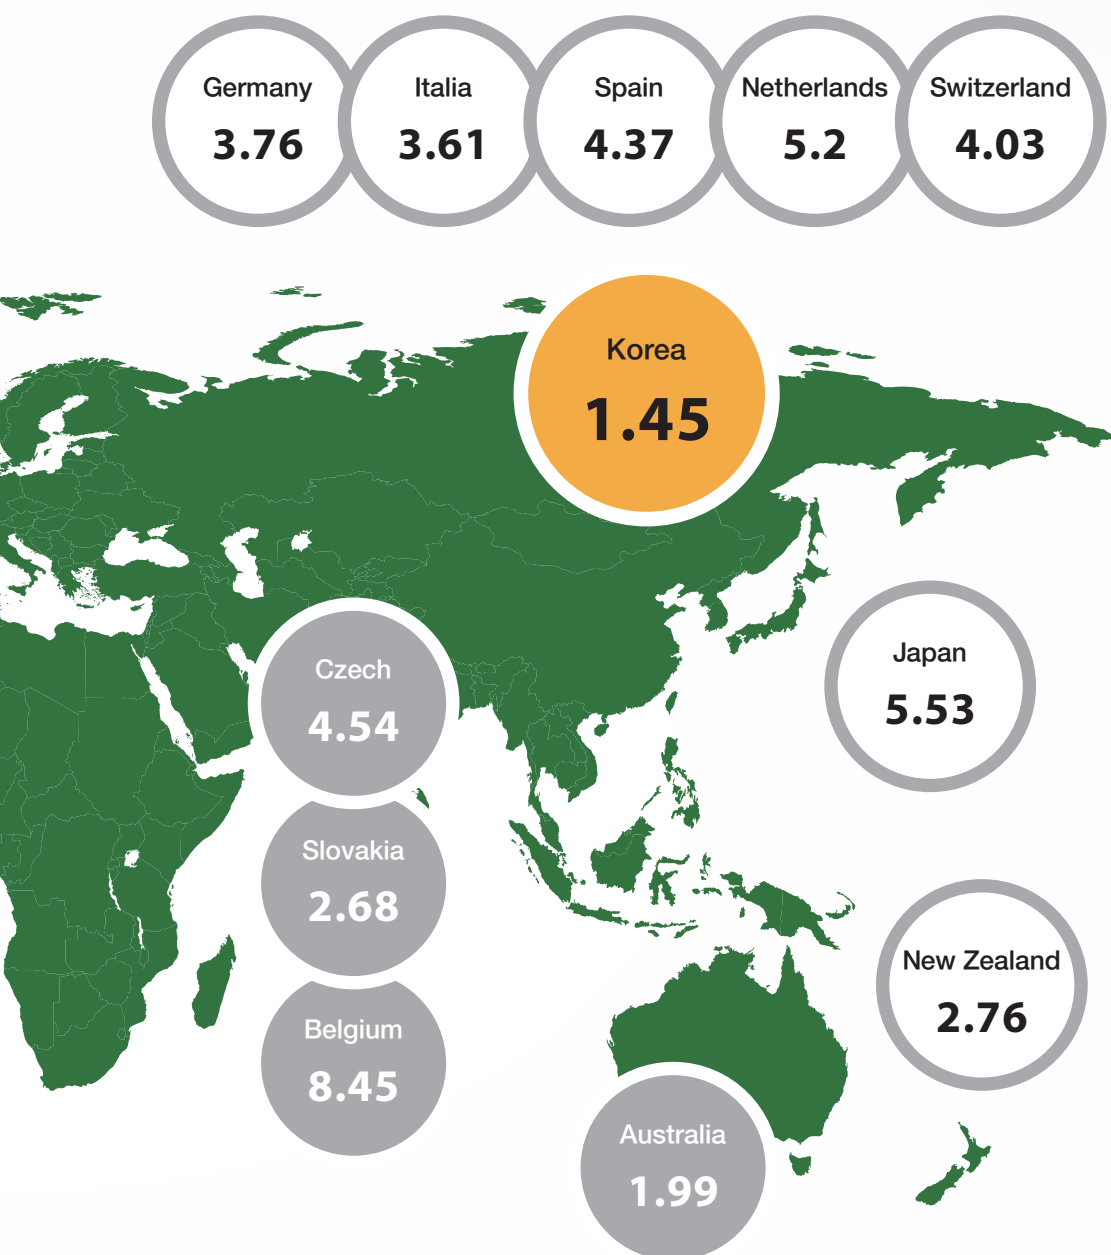 Germany
3.76
Italia
3.61
Spain
4.37
Netherlands
5.2
Switzerland
4.03
Korea
1.45
Czech
4.54
Japan
5.53
Slovakia
2.68
New Zealand
2.76
Belgium
8.45
Australia
1.99